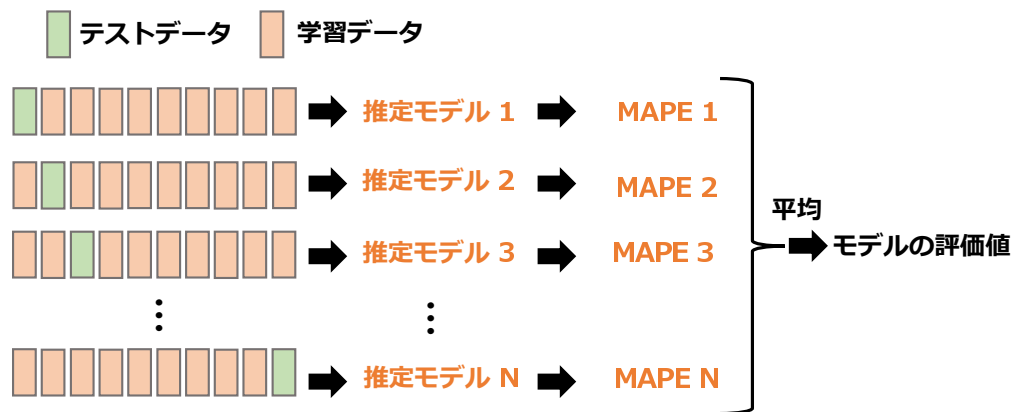 テストデータ 学習データ
推定モデル 1 MAPE 1
推定モデル 2 MAPE 2
平均
推定モデル 3 MAPE 3 モデルの評価値
推定モデル N MAPE N